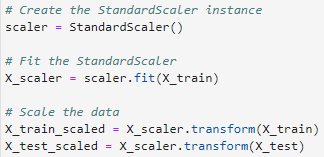 # Create the StandardScaler instance
scaler = StandardScaler()
# Fit the StandardScaler
X_scaler = scaler.fit(X_train)
# Scale the data
X_train_scaled = X_scaler.transform(X_train)
X_test_scaled = X_scaler.transform(X_test)